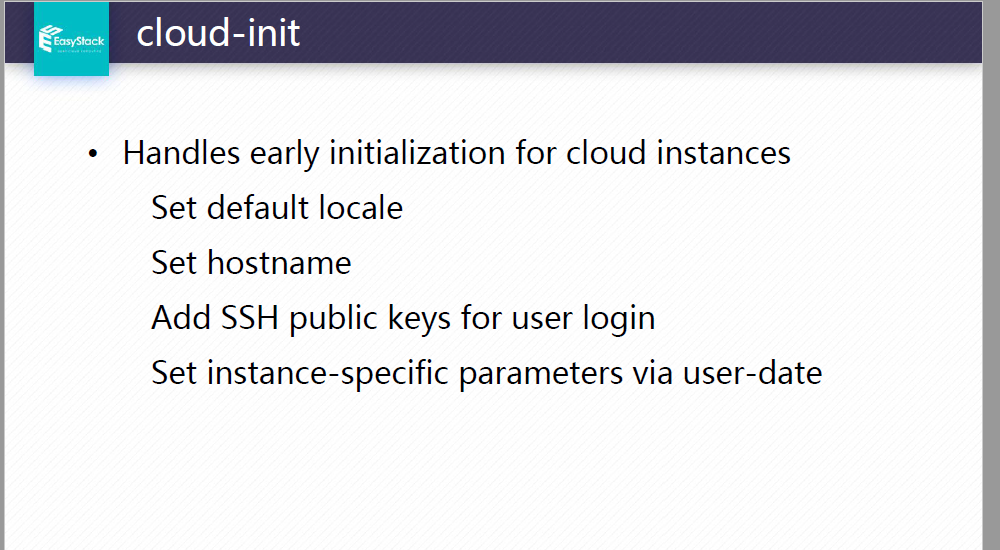 EasyStack
cloud-init
• Handles early initialization for cloud instances
Set default locale
Set hostname
Add SSH public keys for user login
Set instance-specific parameters via user-date